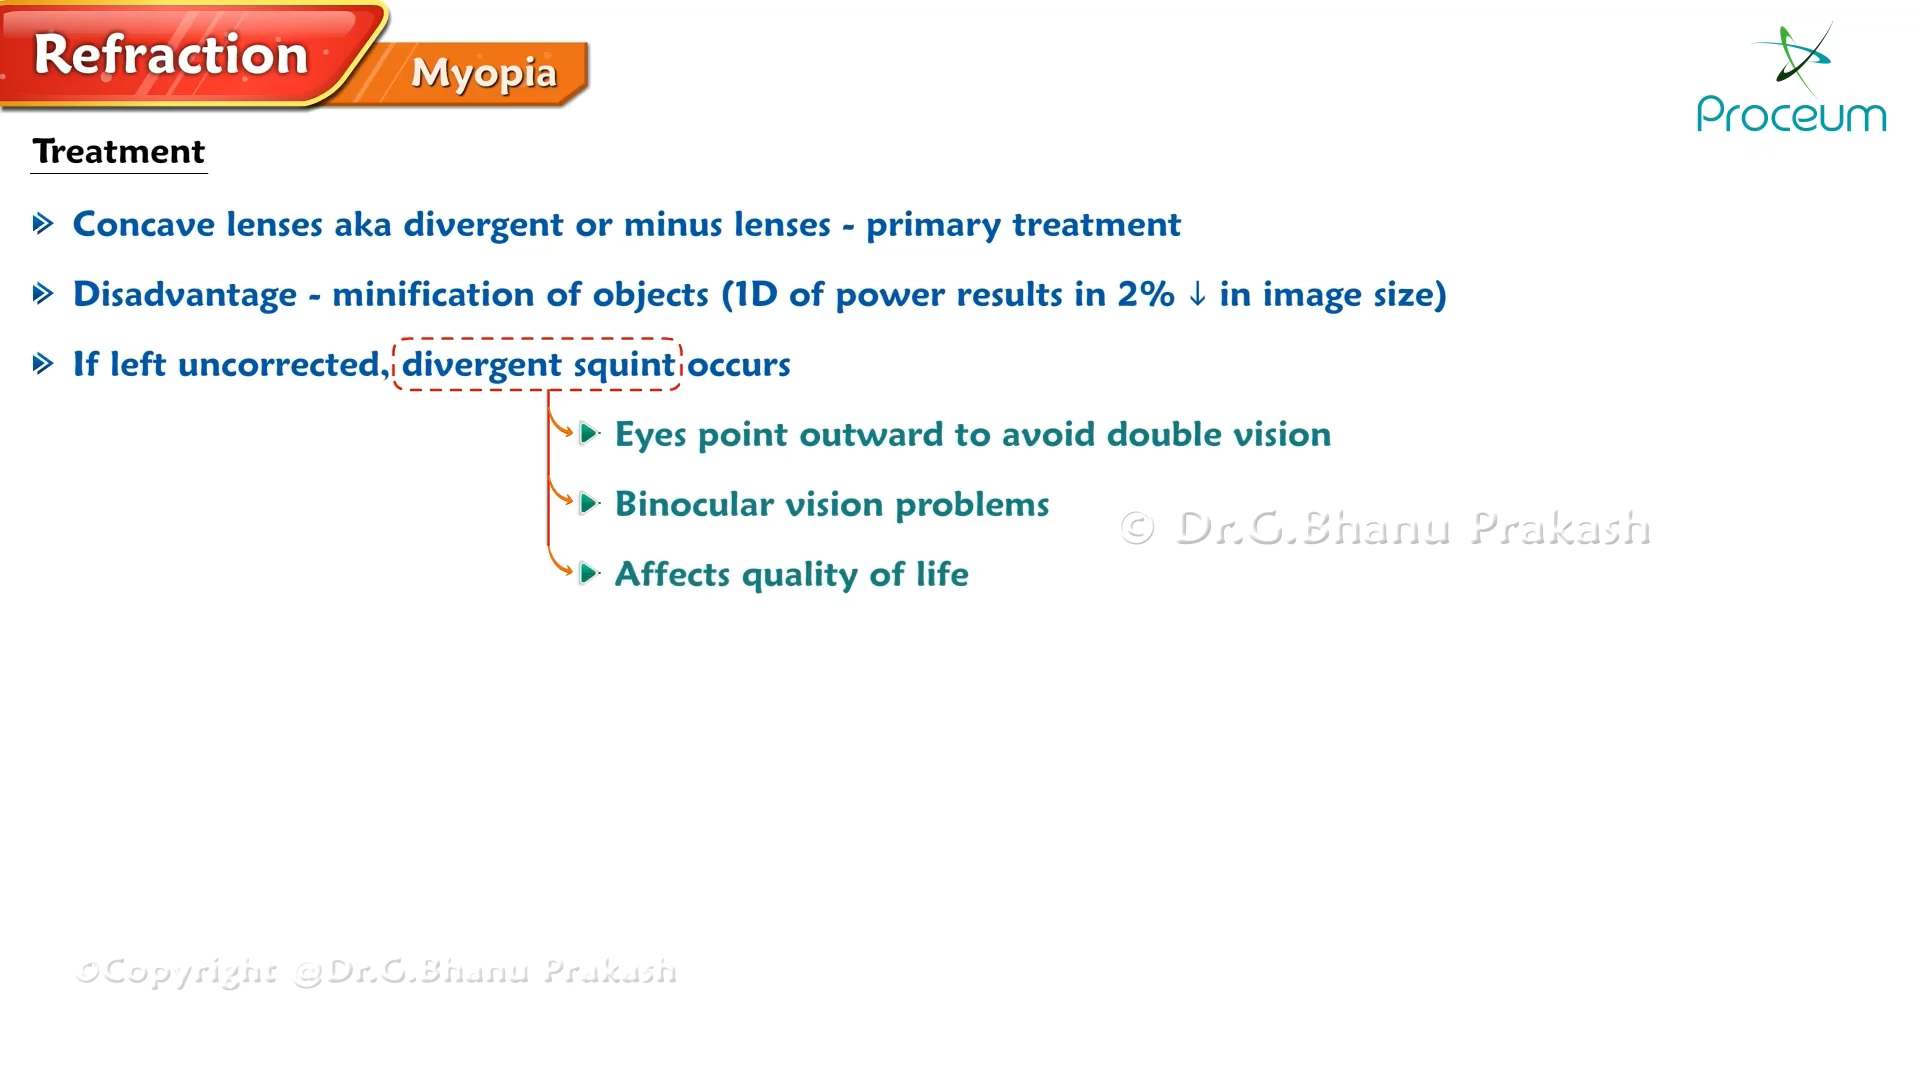 Refraction
Myopia
Proceum
Treatment
Concave lenses aka divergent or minus lenses - primary treatment
Disadvantage - minification of objects (1D of power results in 2% ↓ in image size)
If left uncorrected, divergent squint occurs
Eyes point outward to avoid double vision
Binocular vision problems
© Dr.G.Bhanu Prakash
Affects quality of life
©Copyright @Dr.G.Bhanu Prakash